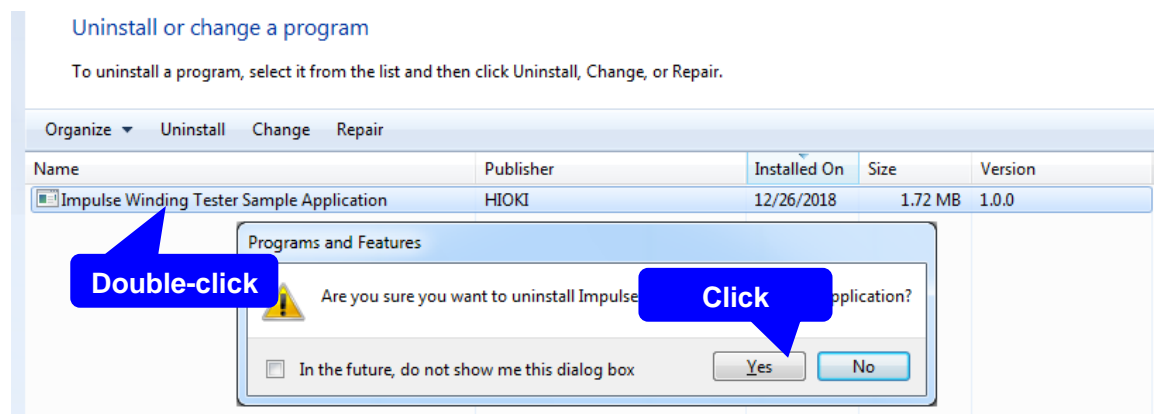 Uninstall or change a program
To uninstall a program, select it from the list and then click Uninstall, Change, or Repair.
Organize Uninstall Change Repair
Name Publisher Installed On Size Version
Impulse Winding Tester Sample Application HIOKI 12/26/2018 1.72 MB 1.0.0
Programs and Features
Double-click
Are you sure you want to uninstall Impulse
Click
application?
In the future, do not show me this dialog box Yes No